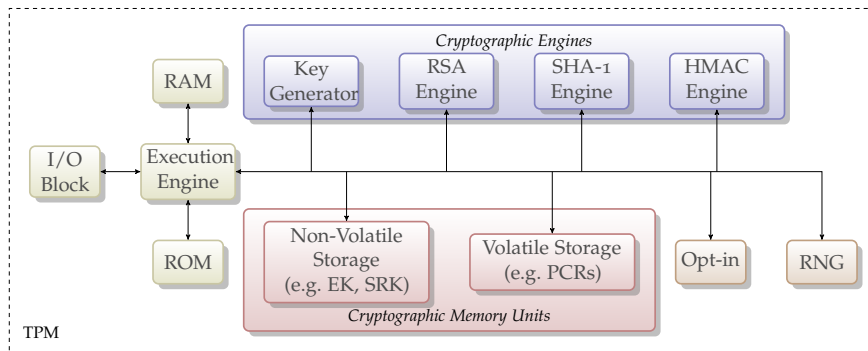 Cryptographic Engines
Key
Generator
RSA
Engine
SHA-1
Engine
HMAC
Engine
RAM
I/O
Block
Execution
Engine
ROM
Non-Volatile
Storage
(e.g. EK, SRK)
Volatile Storage
(e.g. PCRs)
Opt-in
RNG
Cryptographic Memory Units
TPM